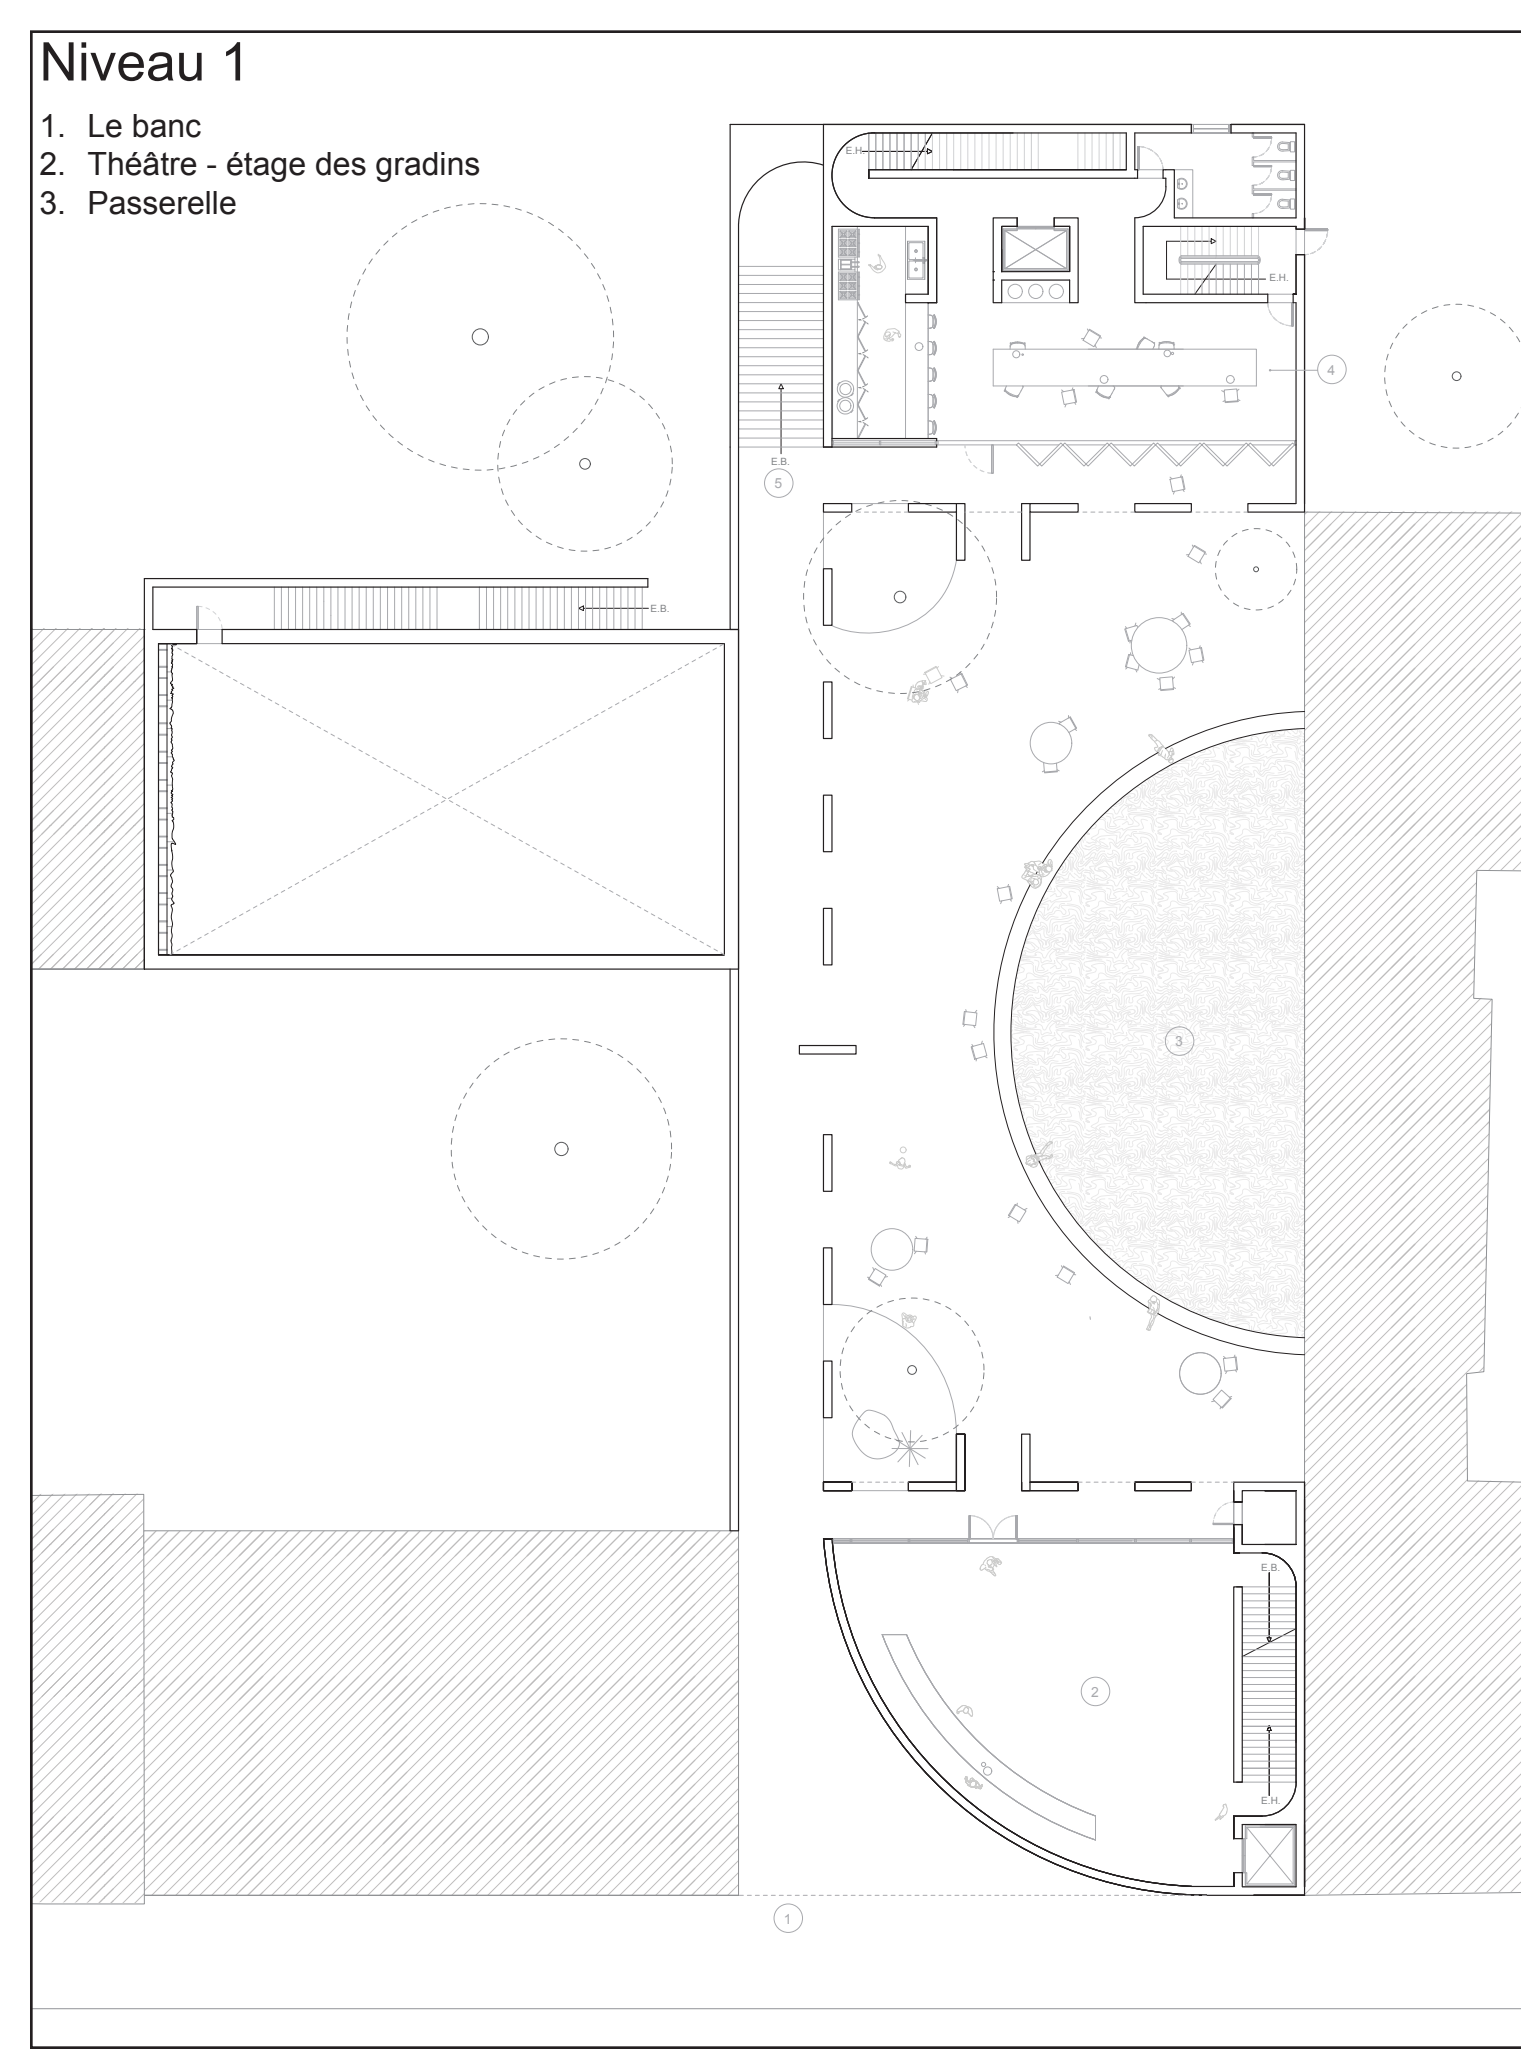 Niveau 1
1. Le banc
2. Théâtre - étage des gradins
3. Passerelle
E.H.
E.H.
4
E.B.
5
E.B.
3
E.B.
2
E.H.
1